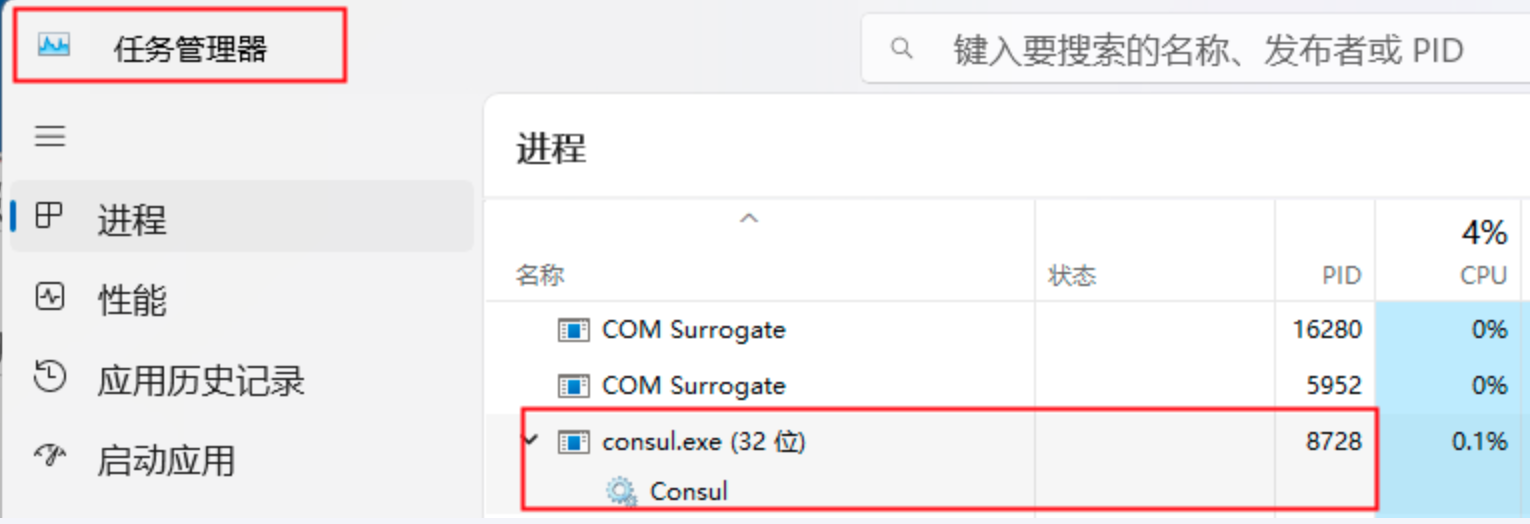 任务管理器
键入要搜索的名称、发布者或 PID
进程
性能
应用历史记录
启动应用
进程
4%
名称 状态 PID CPU
COM Surrogate 16280 0%
COM Surrogate 5952 0%
consul.exe (32 位) 8728 0.1%
Consul